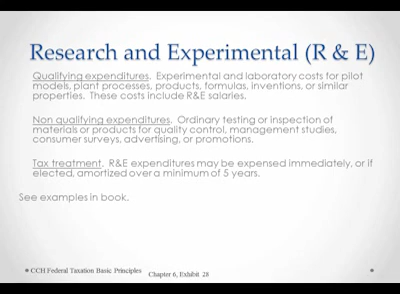 Research and Experimental (R & E)
Qualifying expenditures. Experimental and laboratory costs for pilot
models, plant processes, products, formulas, inventions, or similar
properties. These costs include R&E salaries.
Non qualifying expenditures. Ordinary testing or inspection of
materials or products for quality control, management studies,
consumer surveys, advertising, or promotions.
Tax treatment. R&E expenditures may be expensed immediately, or if
elected, amortized over a minimum of 5 years.
See examples in book.
• CCH Federal Taxation Basic Principles Chapter 6, Exhibit 28